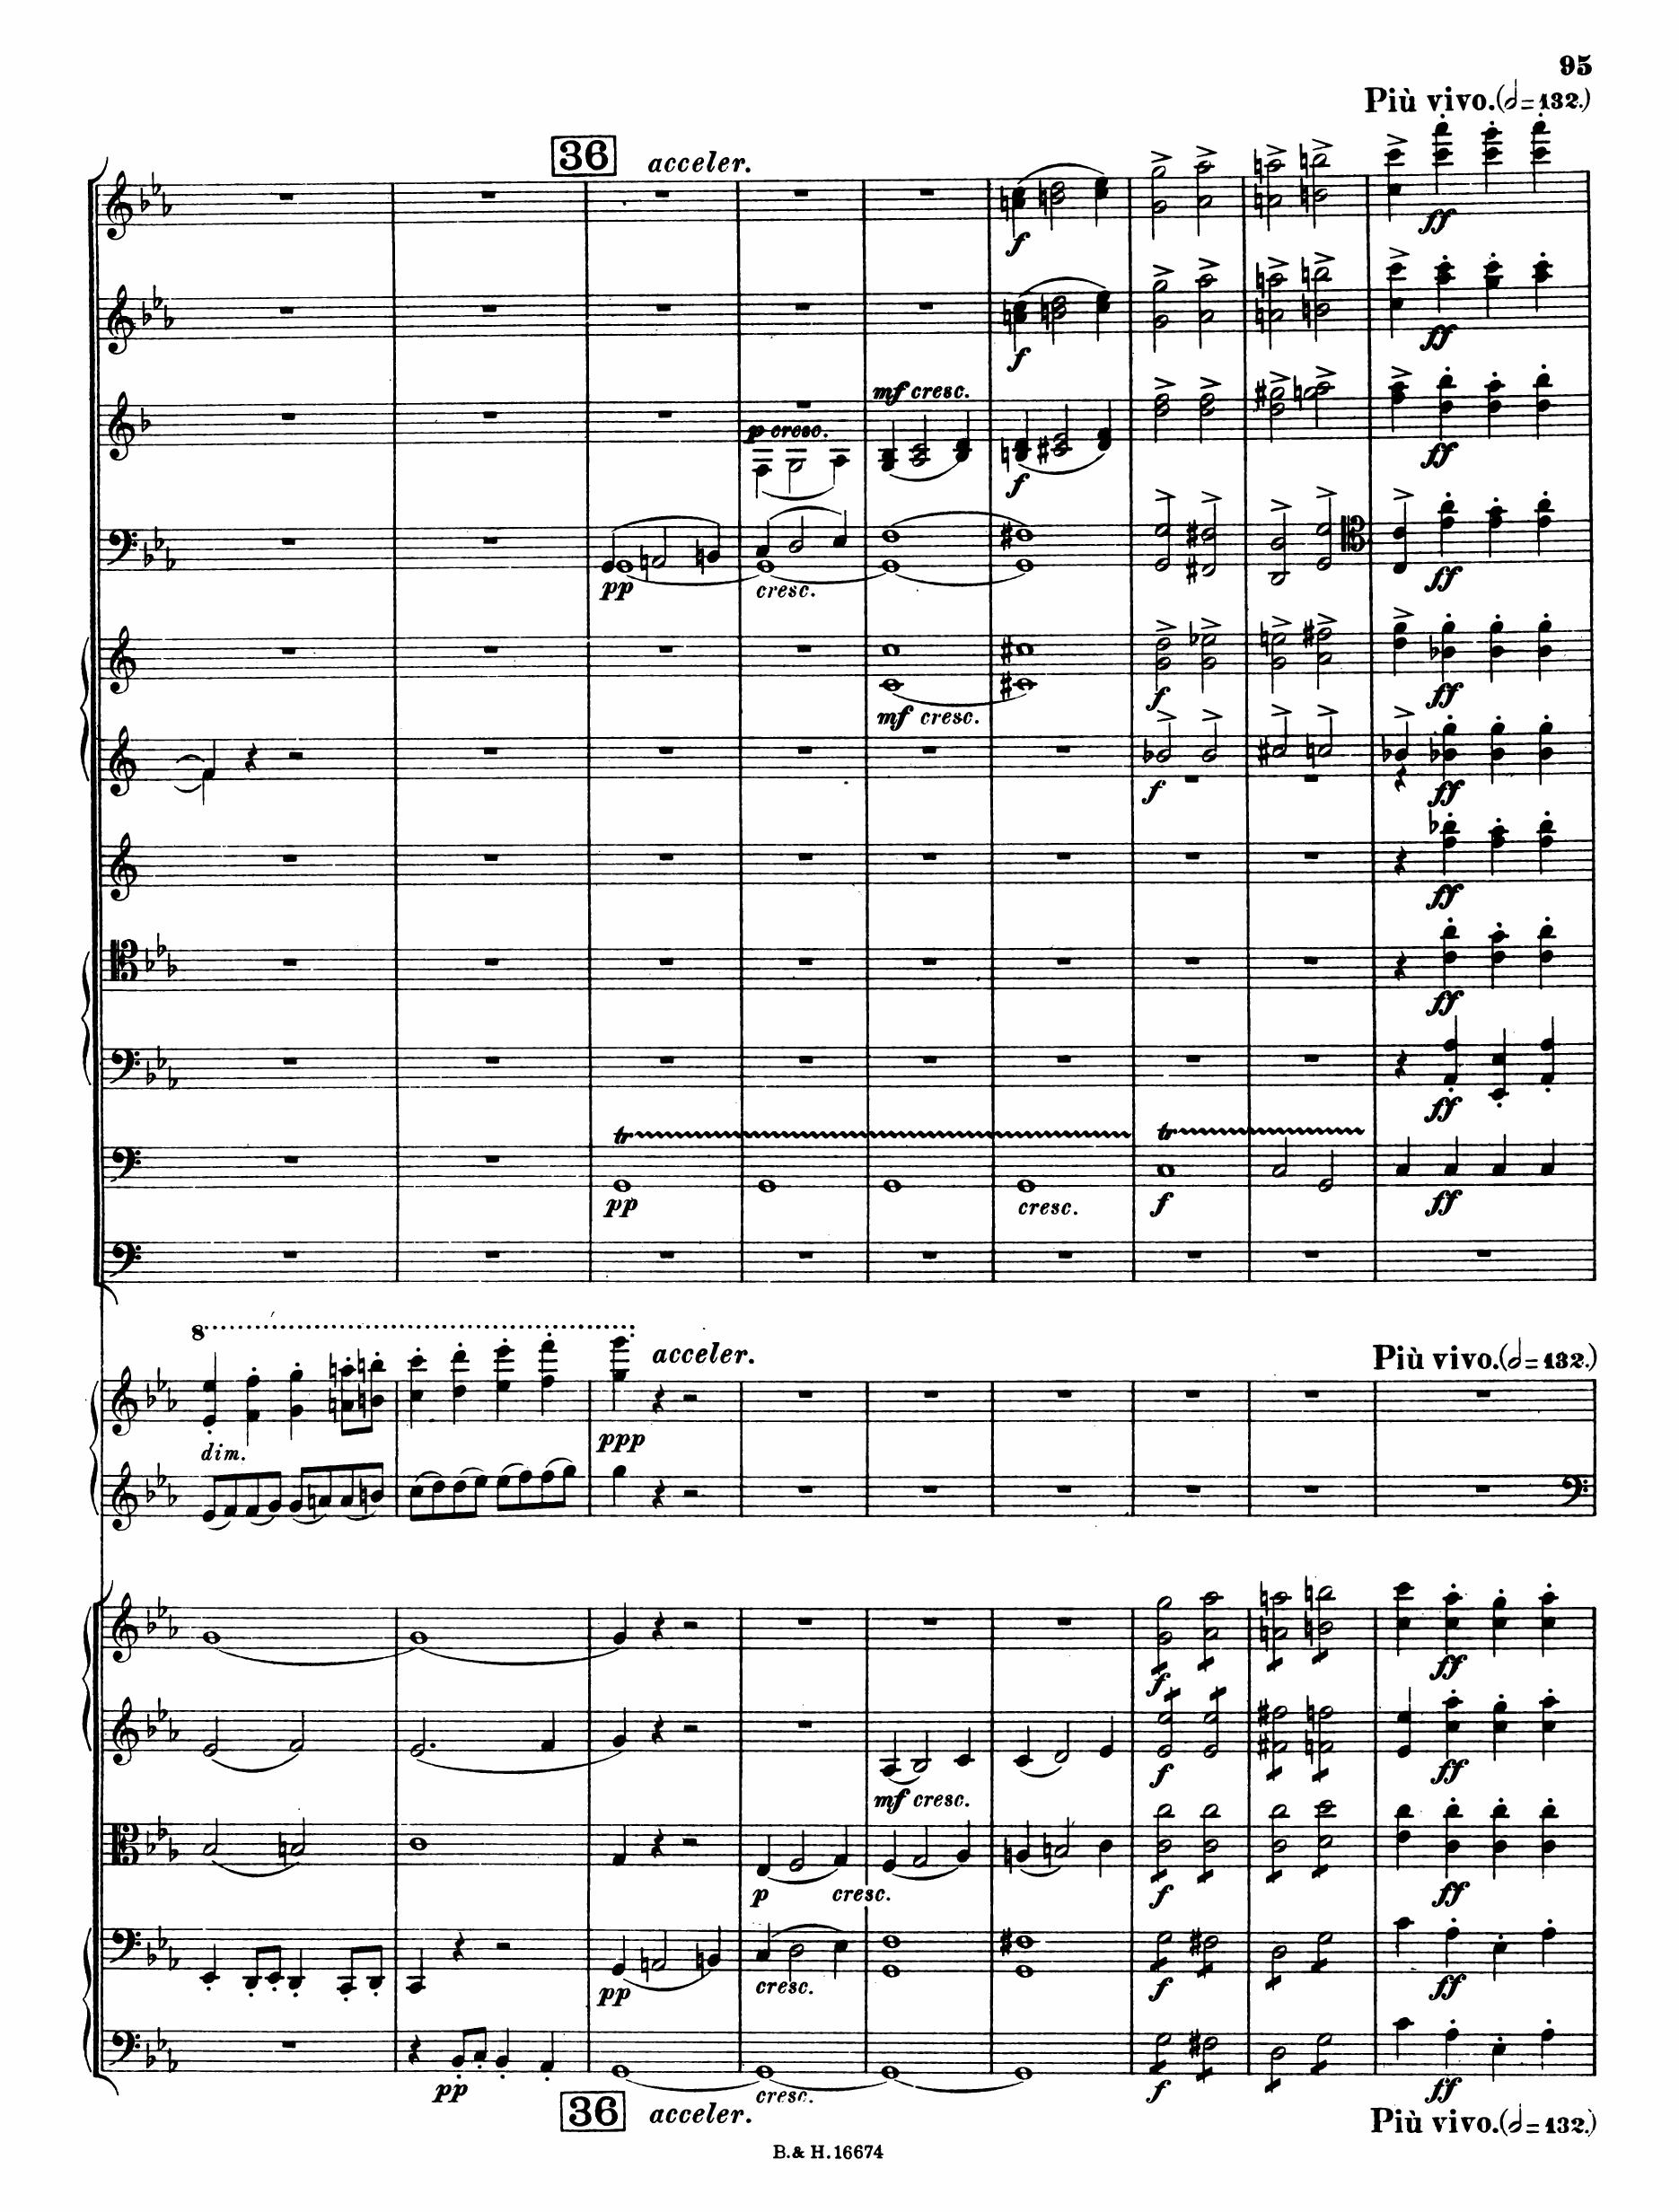 95
Più vivo.(𝅗𝅥=132.)
36 acceler.
ff
f
ff
f
mf cresc.
p cresc.
ff
f
pp cresc. ff
f ff
mf cresc.
f ff
ff
ff
ff
tr tr
pp cresc. f ff
8
acceler. Più vivo.(𝅗𝅥=132.)
dim. ppp
f ff
f ff
mf cresc.
p cresc. f ff
pp cresc. f ff
pp cresc. f ff
36 acceler. Più vivo.(𝅗𝅥=132.)
B.& H.16674